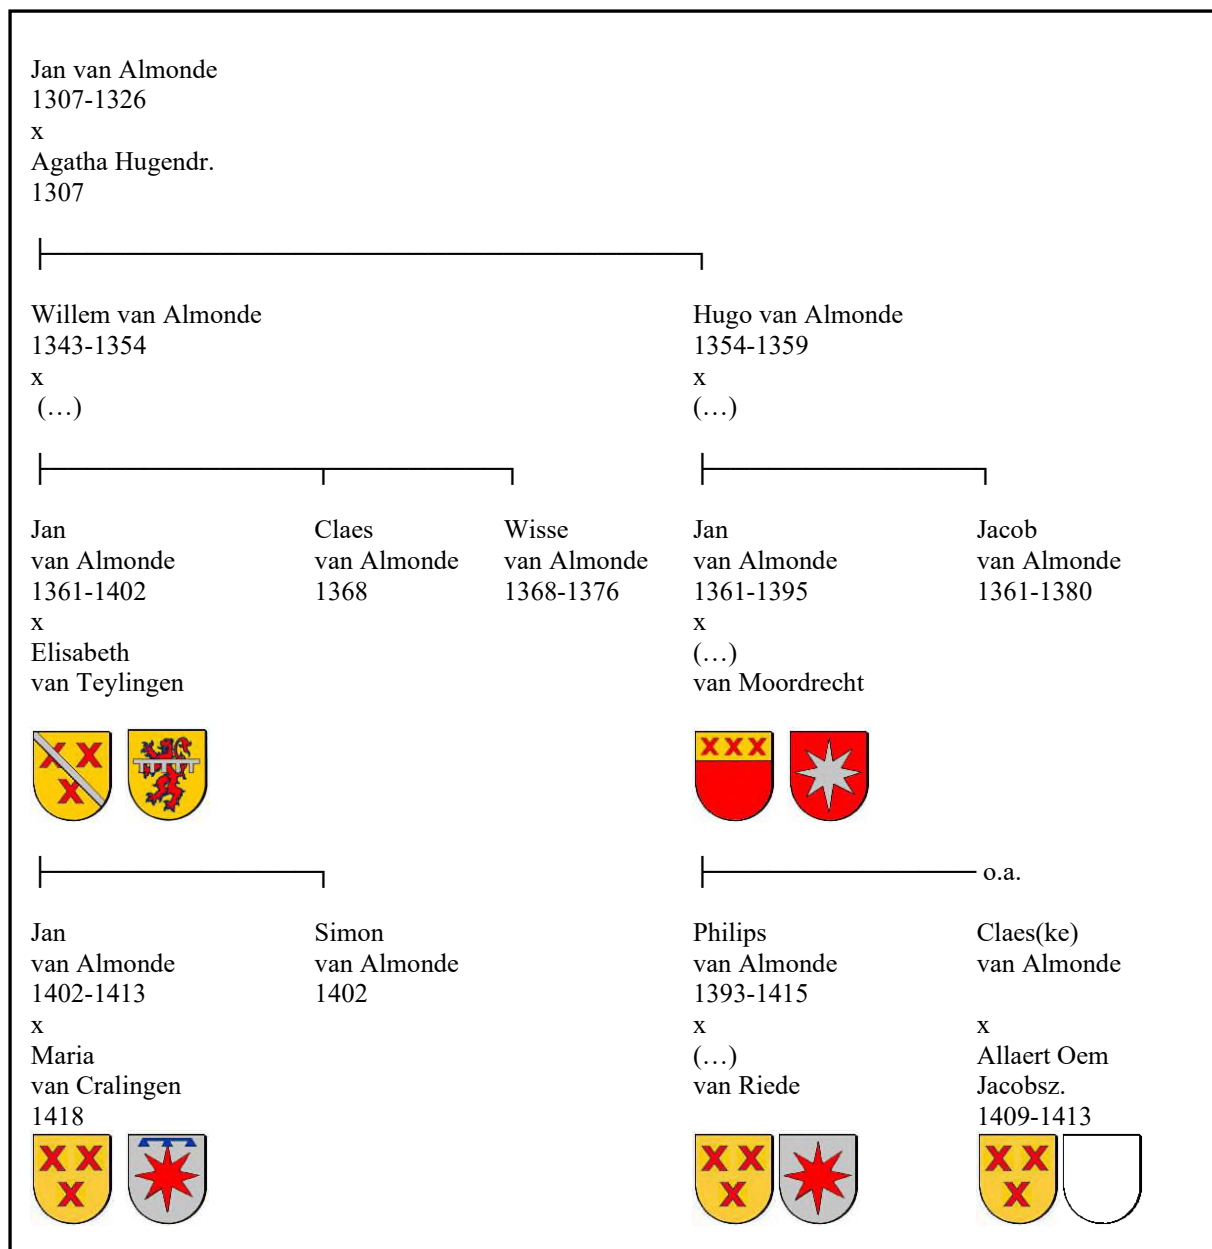 Jan van Almonde
1307-1326
x
Agatha Hugendr.
1307
Willem van Almonde
1343-1354
x
(…)
Hugo van Almonde
1354-1359
x
(…)
Jan
van Almonde
1361-1402
x
Elisabeth
van Teylingen
Claes
van Almonde
1368
Wisse
van Almonde
1368-1376
Jan
van Almonde
1361-1395
x
(…)
van Moordrecht
Jacob
van Almonde
1361-1380
o.a.
Jan
van Almonde
1402-1413
x
Maria
van Cralingen
1418
Simon
van Almonde
1402
Philips
van Almonde
1393-1415
x
(…)
van Riede
Claes(ke)
van Almonde
x
Allaert Oem
Jacobsz.
1409-1413